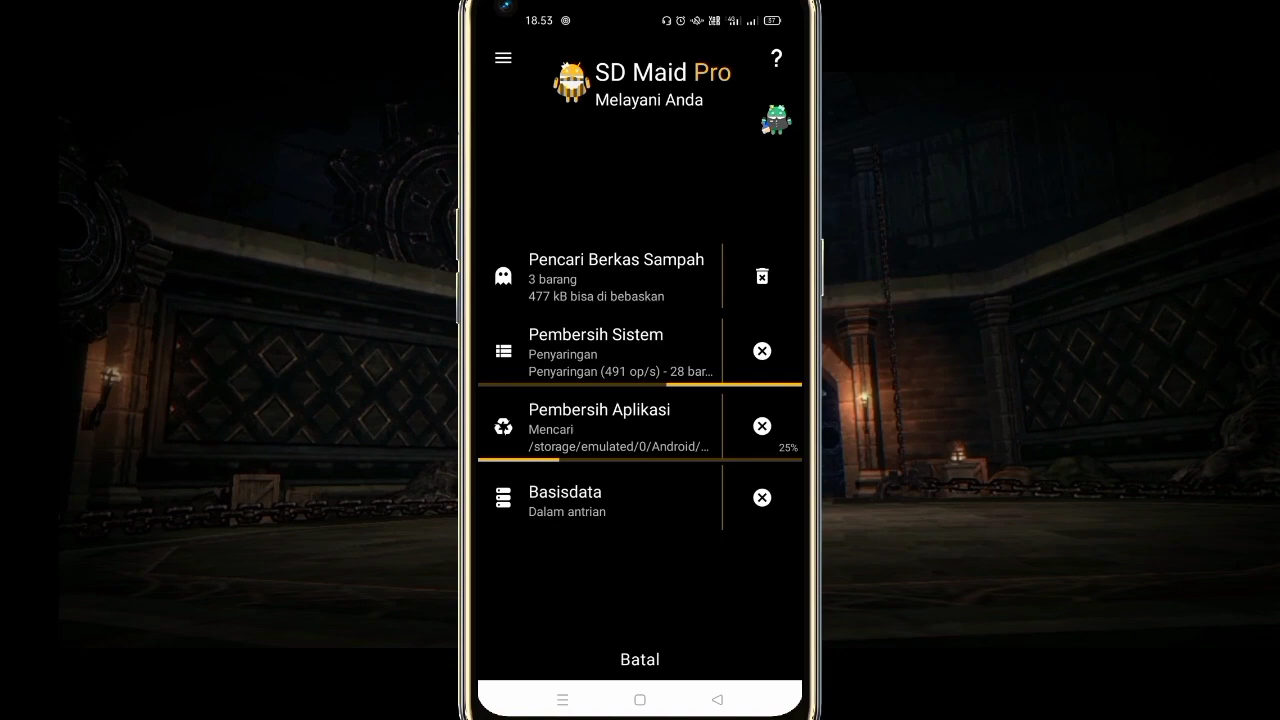 18.53
SD Maid Pro
?
Melayani Anda
Pencari Berkas Sampah
3 barang
477 kB bisa di bebaskan
Pembersih Sistem
Penyaringan
Penyaringan (491 op/s) - 28 bar...
Pembersih Aplikasi
Mencari
/storage/emulated/0/Android/...
25%
Basisdata
Dalam antrian
Batal